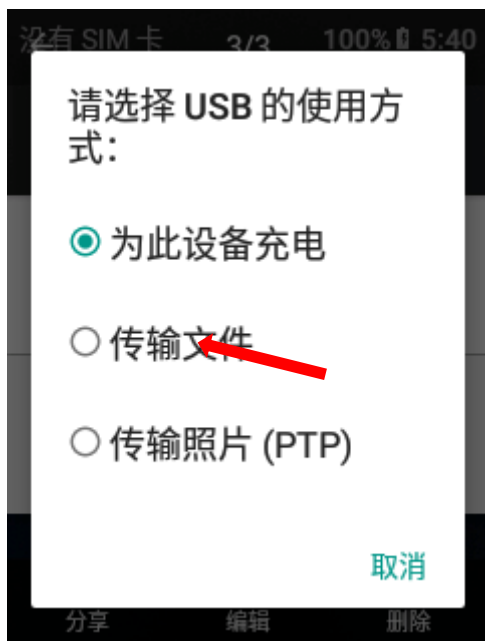 没有 SIM 卡 3/3 100% 5:40
请选择 USB 的使用方
式：
为此设备充电
传输文件
传输照片 (PTP)
取消
分享 编辑 删除